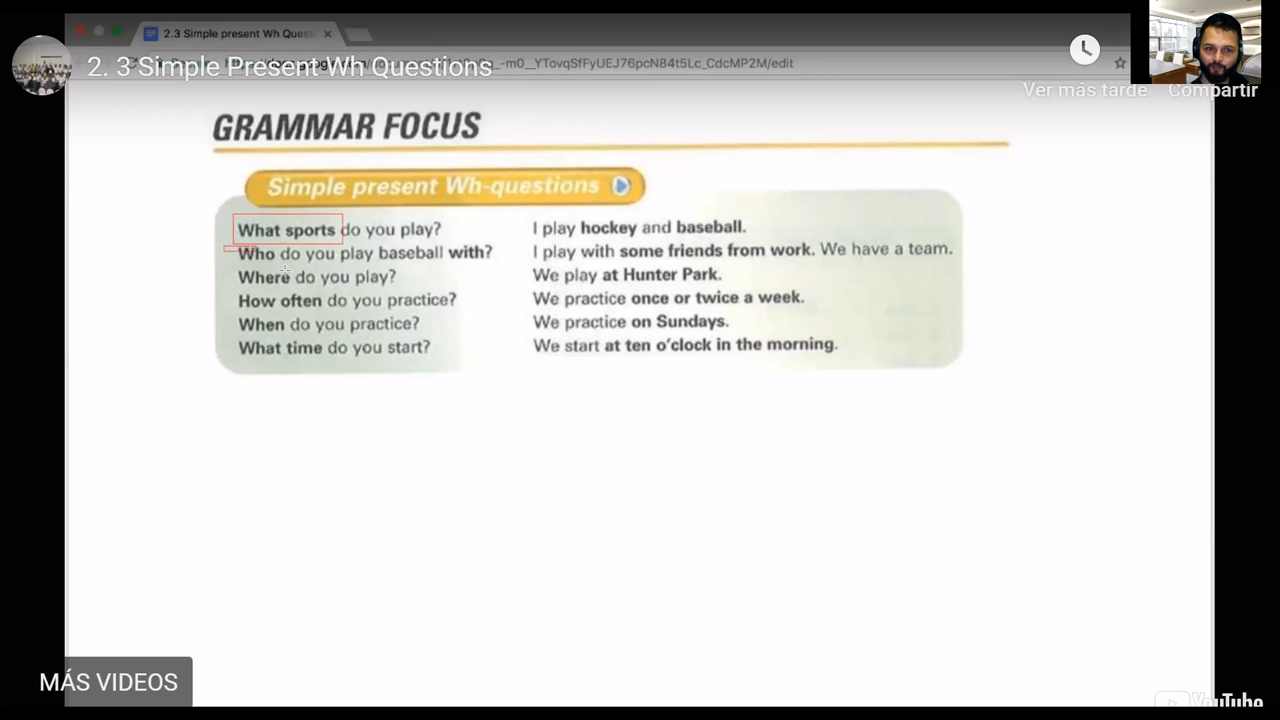 2.3 Simple present Wh Quest
2. 3 Simple Present Wh Questions
_-m0__YTovqSfFyUEJ76pcN84t5Lc_CdcMP2M/edit
Ver más tarde
Compartir
GRAMMAR FOCUS
Simple present Wh-questions
What sports do you play? I play hockey and baseball.
Who do you play baseball with? I play with some friends from work. We have a team.
Where do you play? We play at Hunter Park.
How often do you practice? We practice once or twice a week.
When do you practice? We practice on Sundays.
What time do you start? We start at ten o'clock in the morning.
MÁS VIDEOS
YouTube